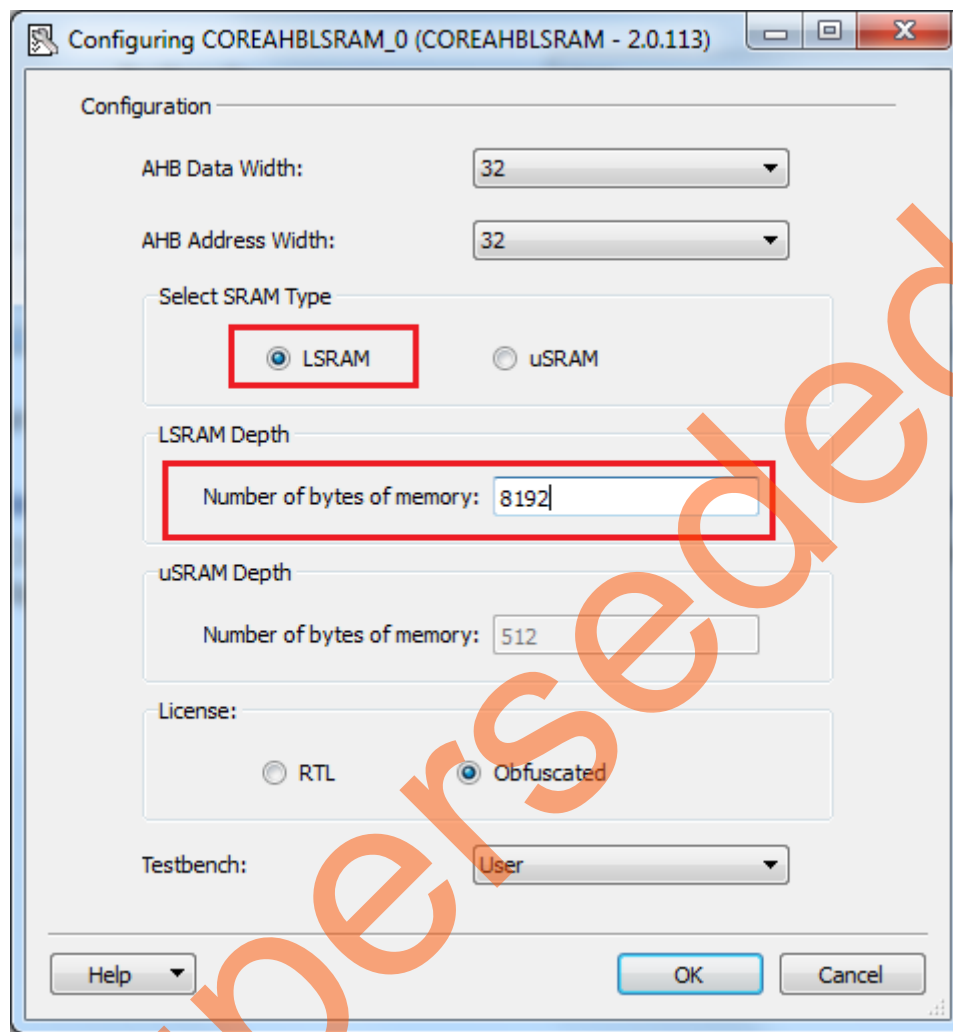 Configuring COREAHBLSRAM_0 (COREAHBLSRAM - 2.0.113)
Configuration
AHB Data Width: 32
AHB Address Width: 32
Select SRAM Type
LSRAM uSRAM
LSRAM Depth
Number of bytes of memory: 8192
uSRAM Depth
Number of bytes of memory: 512
License:
RTL Obfuscated
Testbench: User
Help OK Cancel
perseded